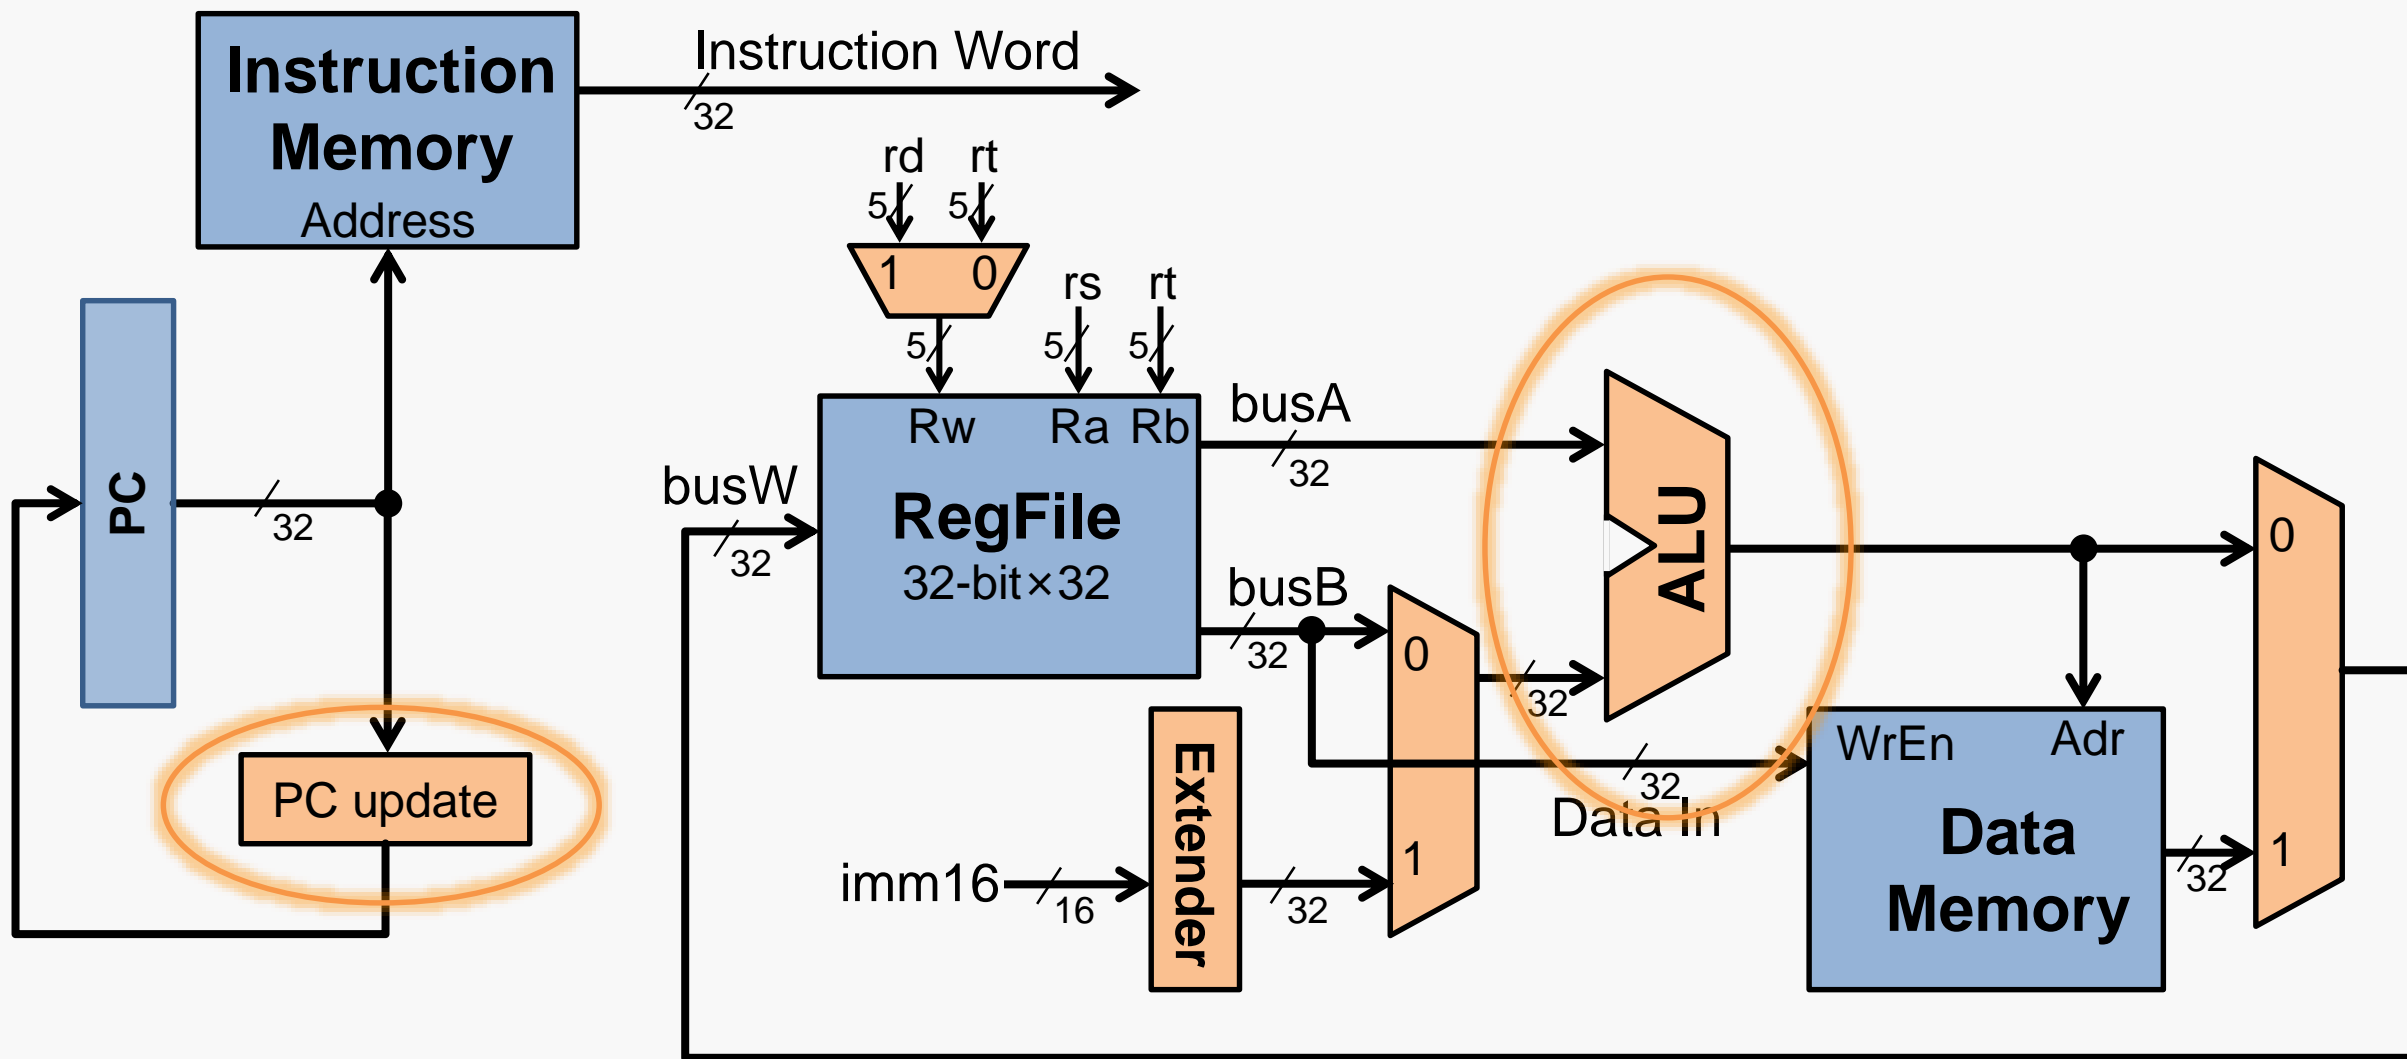 Instruction
Memory
Address
Instruction Word
32
rd rt
5 5
1 0
rs rt
5 5 5
Rw Ra Rb
RegFile
32-bit×32
busW
32
busA
32
busB
32
PC
32
PC update
imm16
16
Extender
32
0
1
32
ALU
32
Data In
WrEn Adr
Data
Memory
32
0
1